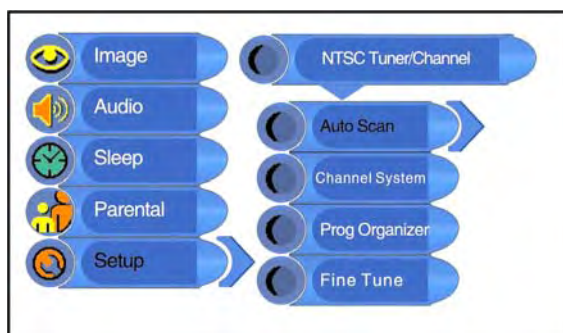 Image
Audio
Sleep
Parental
Setup
NTSC Tuner/Channel
Auto Scan
Channel System
Prog Organizer
Fine Tune